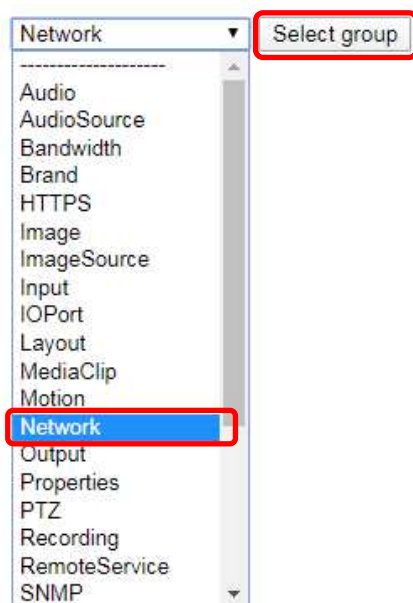 Network Select group
--------------------
Audio
AudioSource
Bandwidth
Brand
HTTPS
Image
ImageSource
Input
IOPort
Layout
MediaClip
Motion
Network
Output
Properties
PTZ
Recording
RemoteService
SNMP